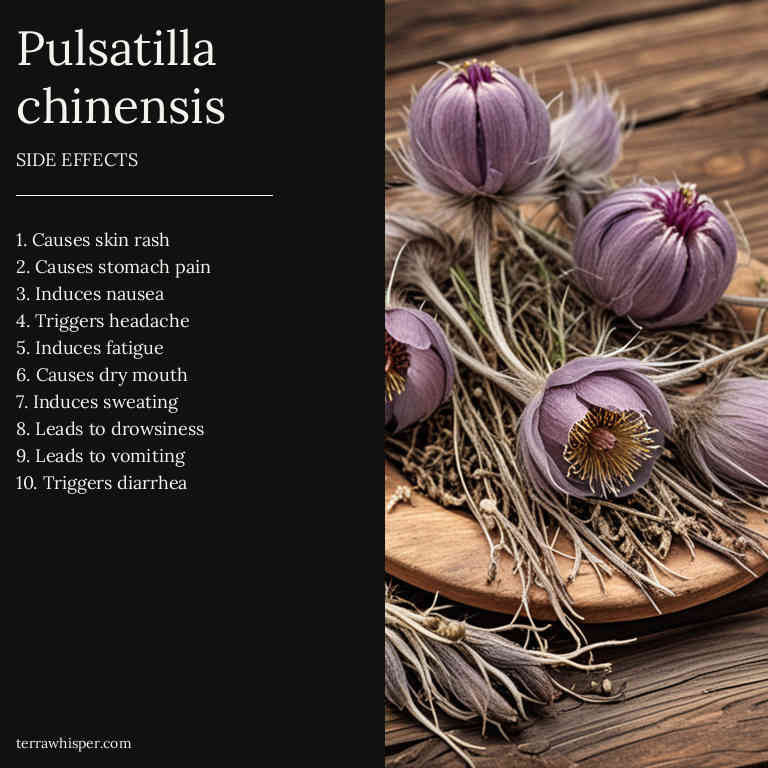 Pulsatilla
chinensis
SIDE EFFECTS
1. Causes skin rash
2. Causes stomach pain
3. Induces nausea
4. Triggers headache
5. Induces fatigue
6. Causes dry mouth
7. Induces sweating
8. Leads to drowsiness
9. Leads to vomiting
10. Triggers diarrhea
terrawhisper.com